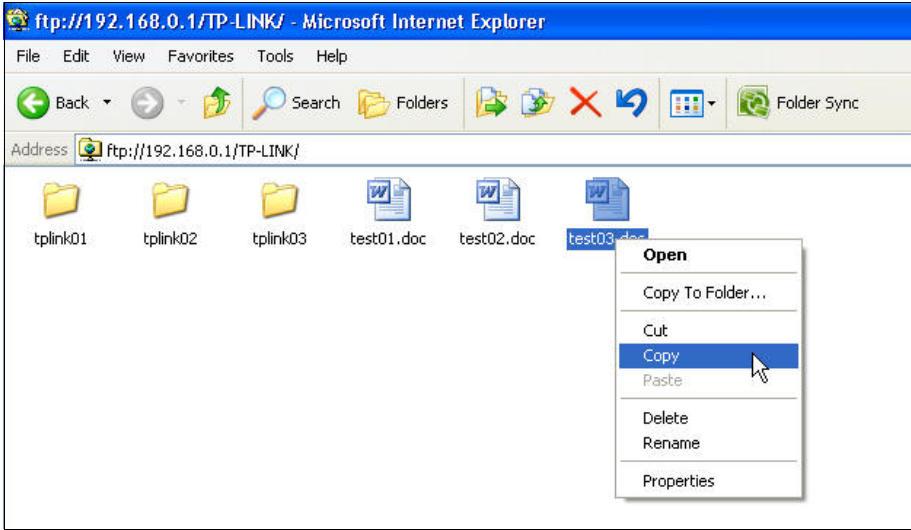 ftp://192.168.0.1/TP-LINK/ - Microsoft Internet Explorer
File Edit View Favorites Tools Help
Back Search Folders Folder Sync
Address ftp://192.168.0.1/TP-LINK/
tplink01 tplink02 tplink03 test01.doc test02.doc test03.doc
Open
Copy To Folder...
Cut
Copy
Paste
Delete
Rename
Properties